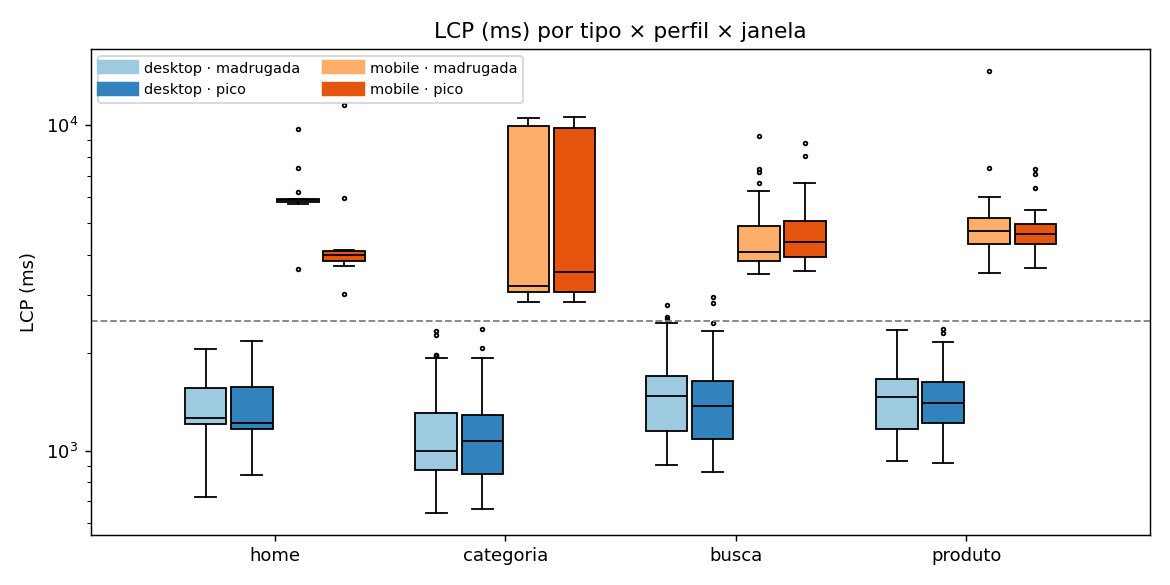 LCP (ms) por tipo × perfil × janela
desktop · madrugada
desktop · pico
mobile · madrugada
mobile · pico
LCP (ms)
10⁴
10³
home
categoria
busca
produto